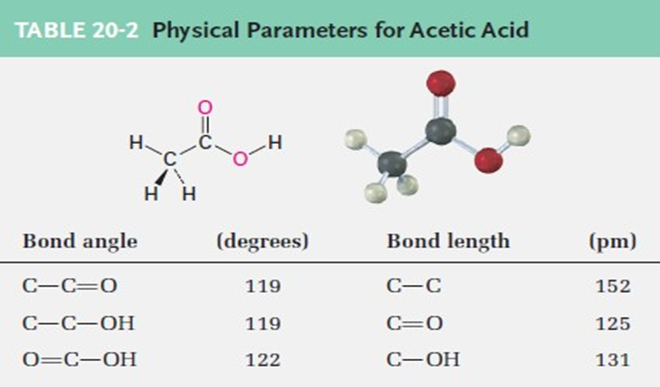 TABLE 20-2 Physical Parameters for Acetic Acid
O
H C H
C O
H H
Bond angle (degrees) Bond length (pm)
C—C=O 119 C—C 152
C—C—OH 119 C=O 125
O=C—OH 122 C—OH 131